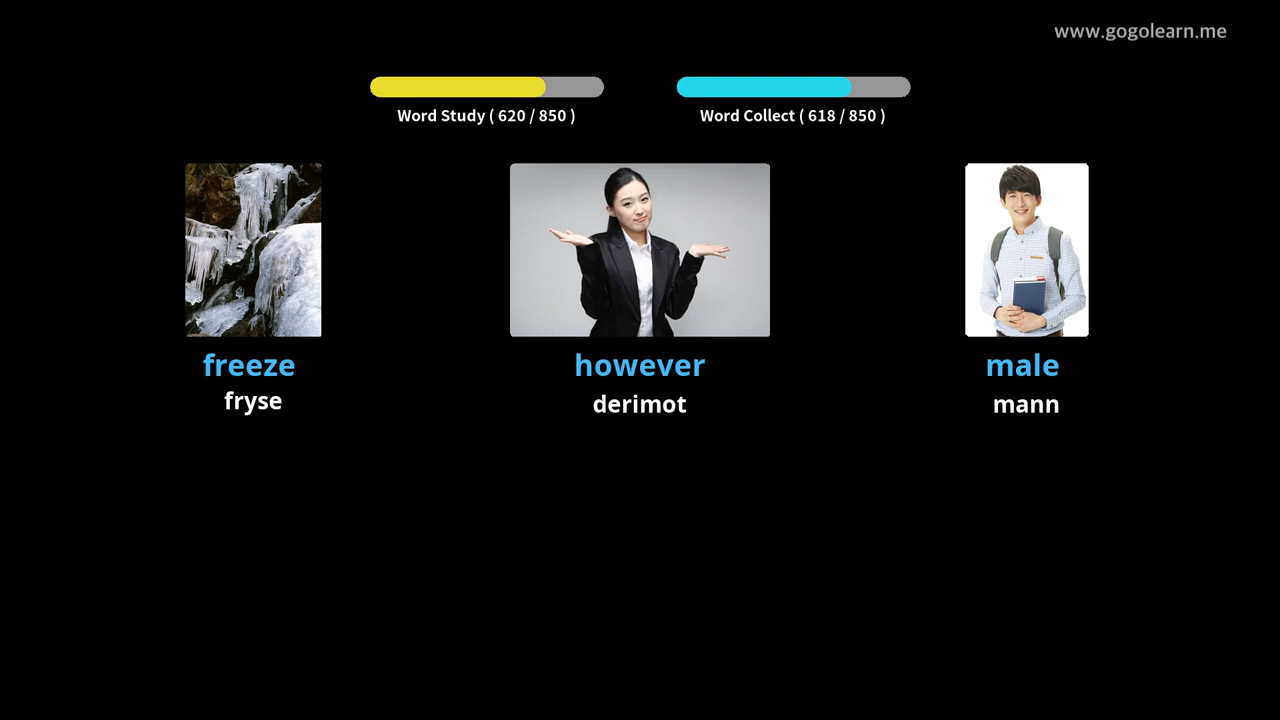 www.gogolearn.me
Word Study ( 620 / 850 )
Word Collect ( 618 / 850 )
freeze
fryse
however
derimot
male
mann